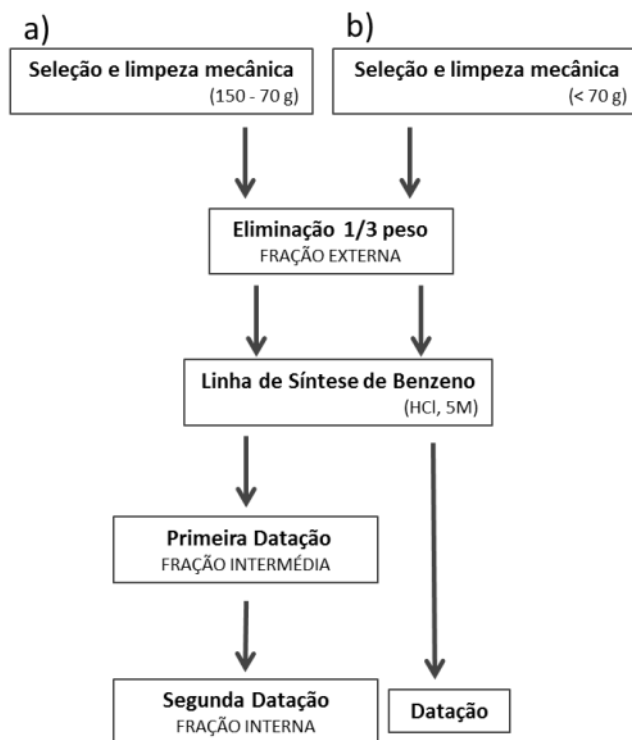 a)
b)
Seleção e limpeza mecânica
(150 - 70 g)
Seleção e limpeza mecânica
(< 70 g)
Eliminação 1/3 peso
FRAÇÃO EXTERNA
Linha de Síntese de Benzeno
(HCl, 5M)
Primeira Datação
FRAÇÃO INTERMÉDIA
Segunda Datação
FRAÇÃO INTERNA
Datação